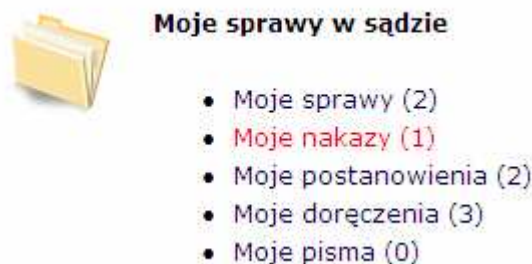 Moje sprawy w sądzie
• Moje sprawy (2)
• Moje nakazy (1)
• Moje postanowienia (2)
• Moje doręczenia (3)
• Moje pisma (0)